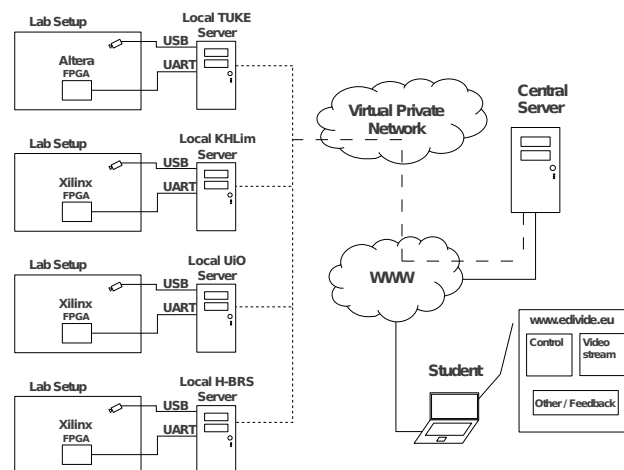 Lab Setup
Local TUKE
Server
USB
Altera
FPGA
UART
Lab Setup
Local KHLim
Server
USB
Xilinx
FPGA
UART
Lab Setup
Local UiO
Server
USB
Xilinx
FPGA
UART
Lab Setup
Local H-BRS
Server
USB
Xilinx
FPGA
UART
Virtual Private
Network
Central
Server
WWW
Student
www.edivide.eu
Control
Video
stream
Other / Feedback